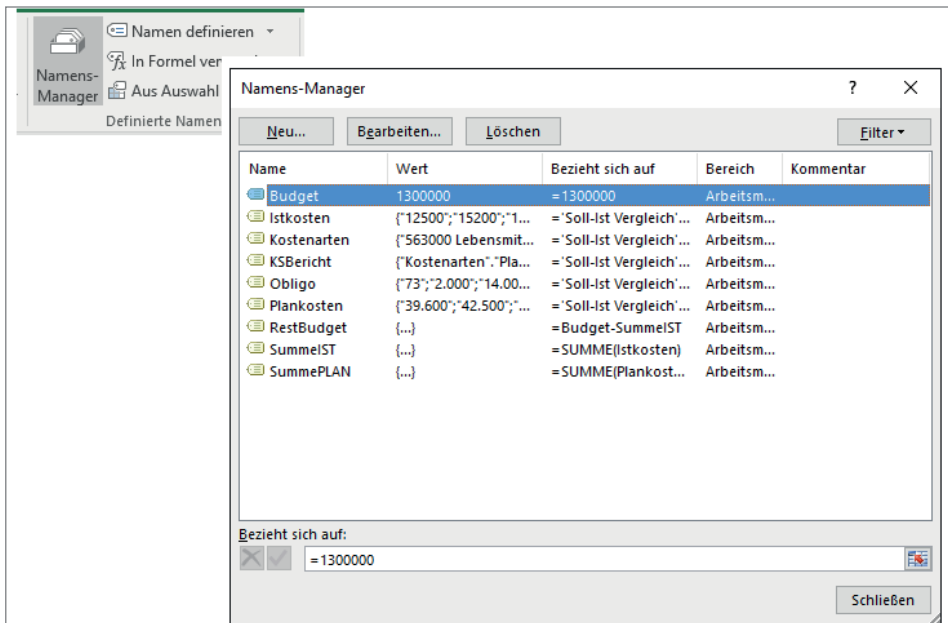 Namen definieren
In Formel ver
Namens-
Manager
Aus Auswahl
Definierte Namen
Namens-Manager
?
Neu...
Bearbeiten...
Löschen
Filter
Name Wert Bezieht sich auf Bereich Kommentar
Budget 1300000 =1300000 Arbeitsm...
Istkosten {"12500";"15200";"1... ='Soll-Ist Vergleich'... Arbeitsm...
Kostenarten {"563000 Lebensmit... ='Soll-Ist Vergleich'... Arbeitsm...
KSBericht {"Kostenarten"."Pla... ='Soll-Ist Vergleich'... Arbeitsm...
Obligo {"73";"2.000";"14.00... ='Soll-Ist Vergleich'... Arbeitsm...
Plankosten {"39.600";"42.500";"... ='Soll-Ist Vergleich'... Arbeitsm...
RestBudget {...} =Budget-SummeIST Arbeitsm...
SummeIST {...} =SUMME(Istkosten) Arbeitsm...
SummePLAN {...} =SUMME(Plankost... Arbeitsm...
Bezieht sich auf:
=1300000
Schließen